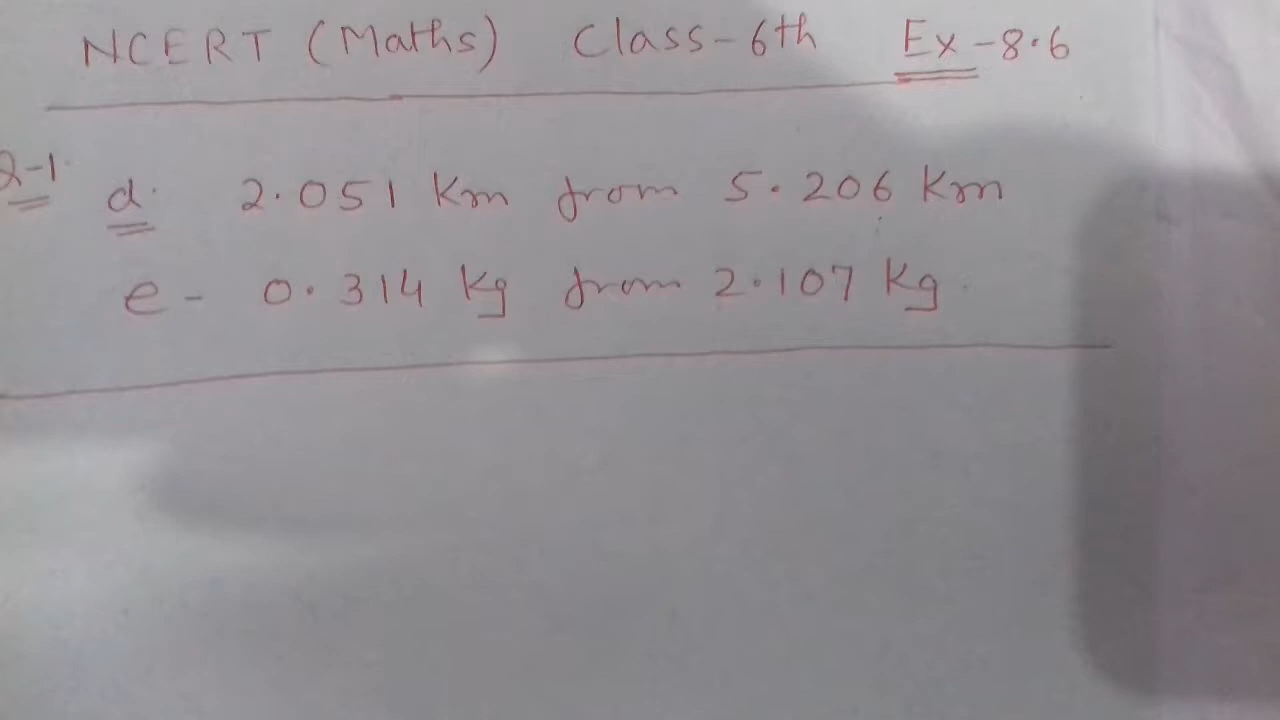 NCERT (Maths) Class-6th Ex-8.6
Q-1. d. 2.051 Km from 5.206 Km
e- 0.314 Kg from 2.107 Kg.